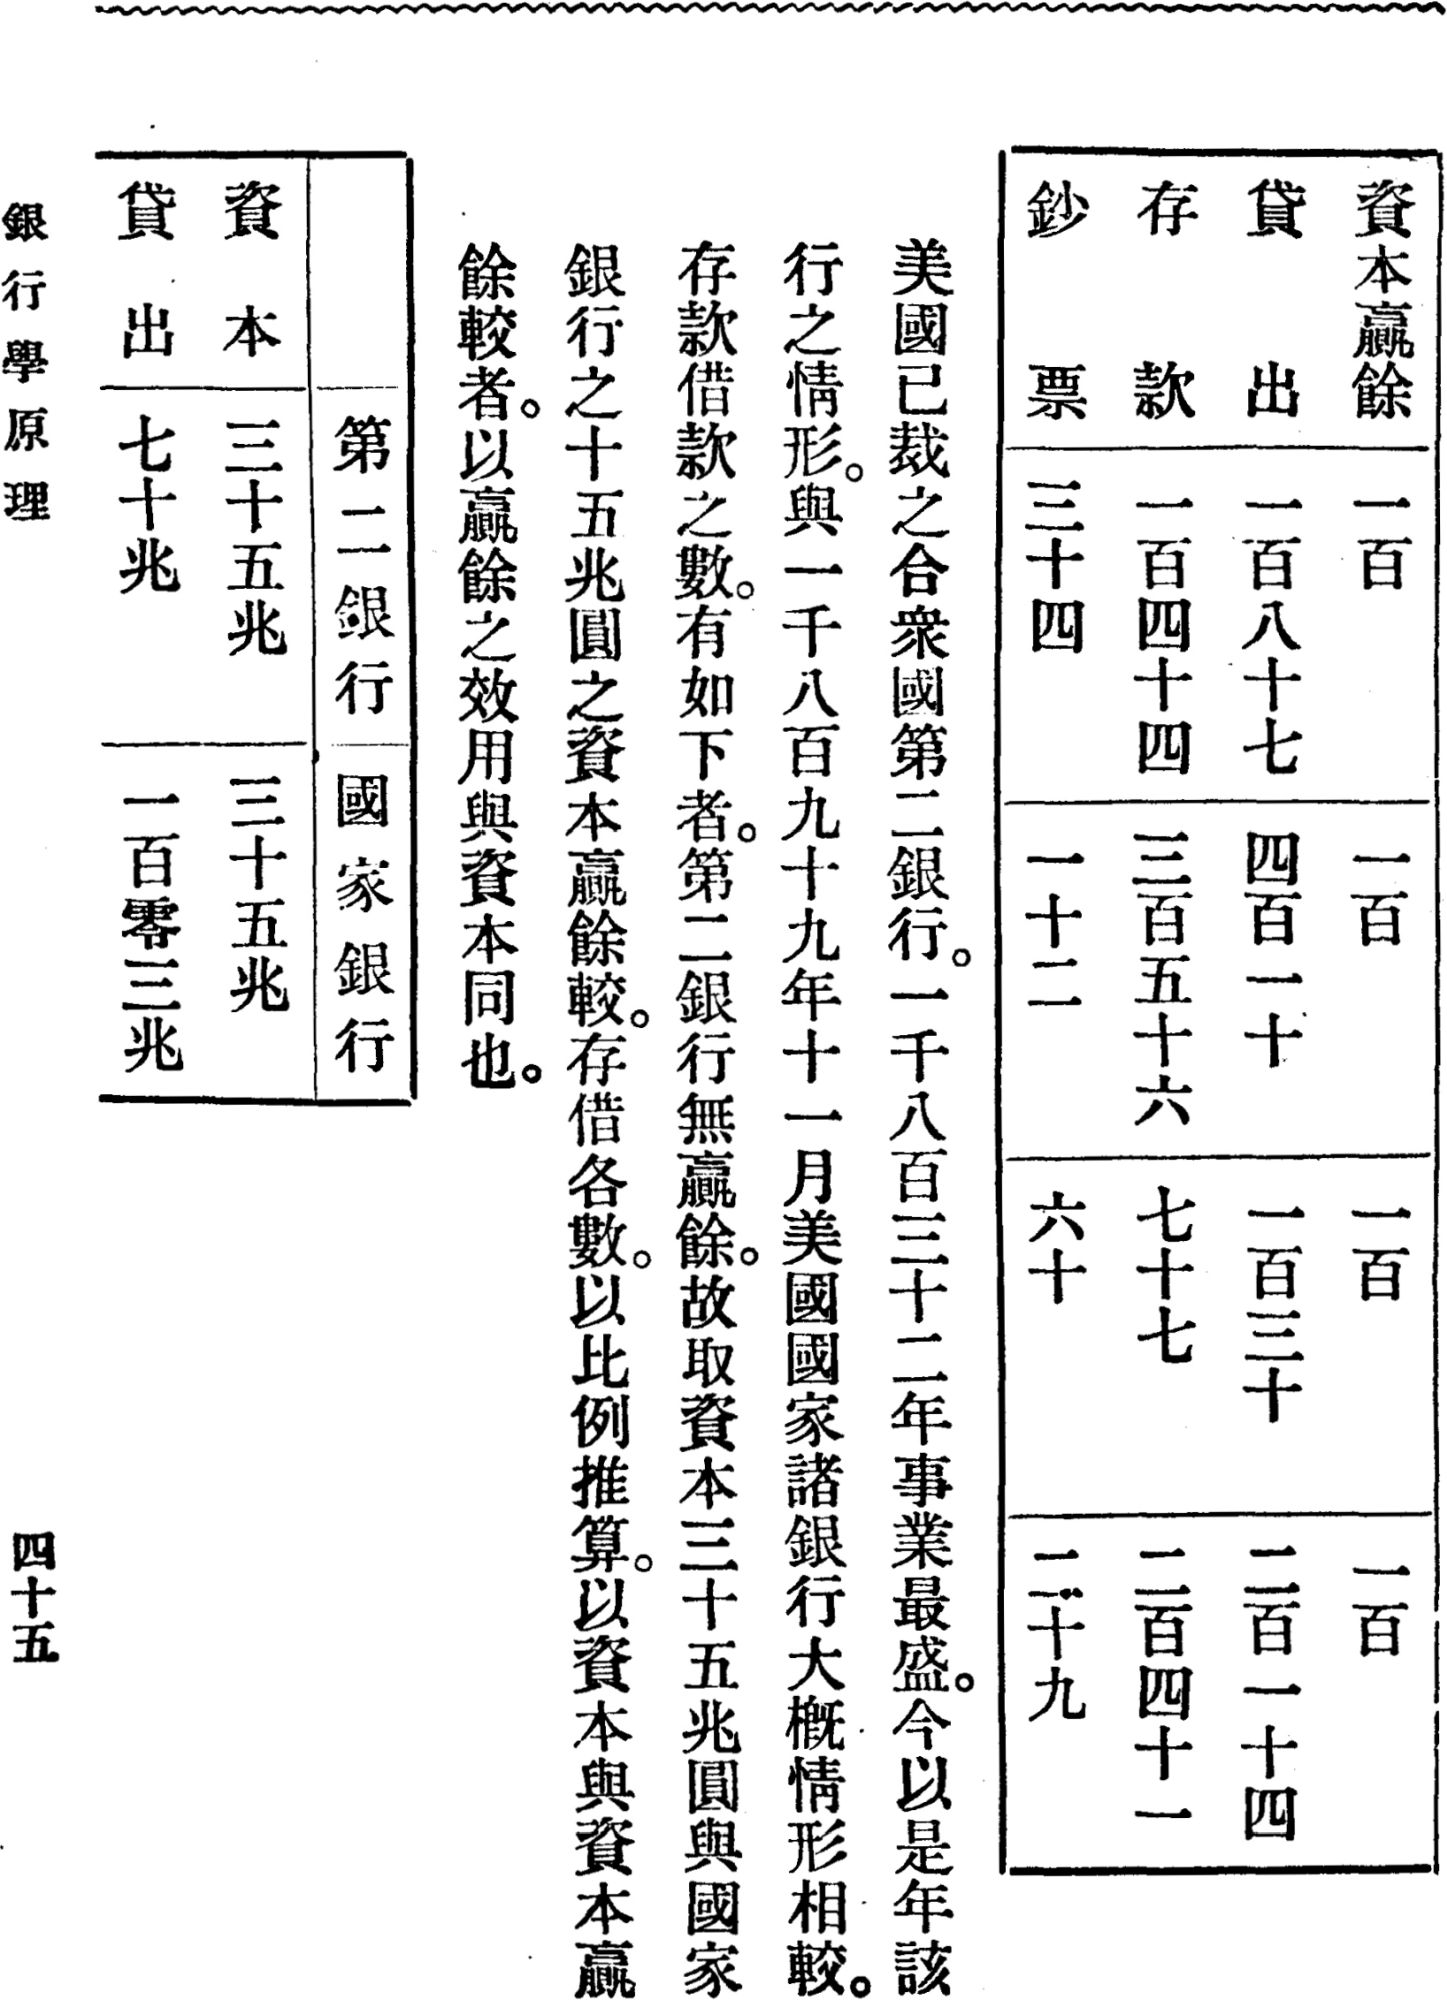 資本贏餘 一百 一百 一百 一百
貸出 一百八十七 四百一十 一百三十 二百一十四
存款 一百四十四 三百五十六 七十七 二百四十一
鈔票 三十四 一十二 六十 二十九
美國已裁之合衆國第二銀行。一千八百三十二年事業最盛。今以是年該
行之情形。與一千八百九十九年十一月美國國家諸銀行大概情形相較。
存款借款之數。有如下者。第二銀行無贏餘。故取資本三十五兆圓與國家
銀行之十五兆圓之資本贏餘較。存借各數。以比例推算。以資本與資本贏
餘較者。以贏餘之效用與資本同也。
第二銀行 國家銀行
資本 三十五兆 三十五兆
貸出 七十兆 一百零三兆
銀行學原理
四十五